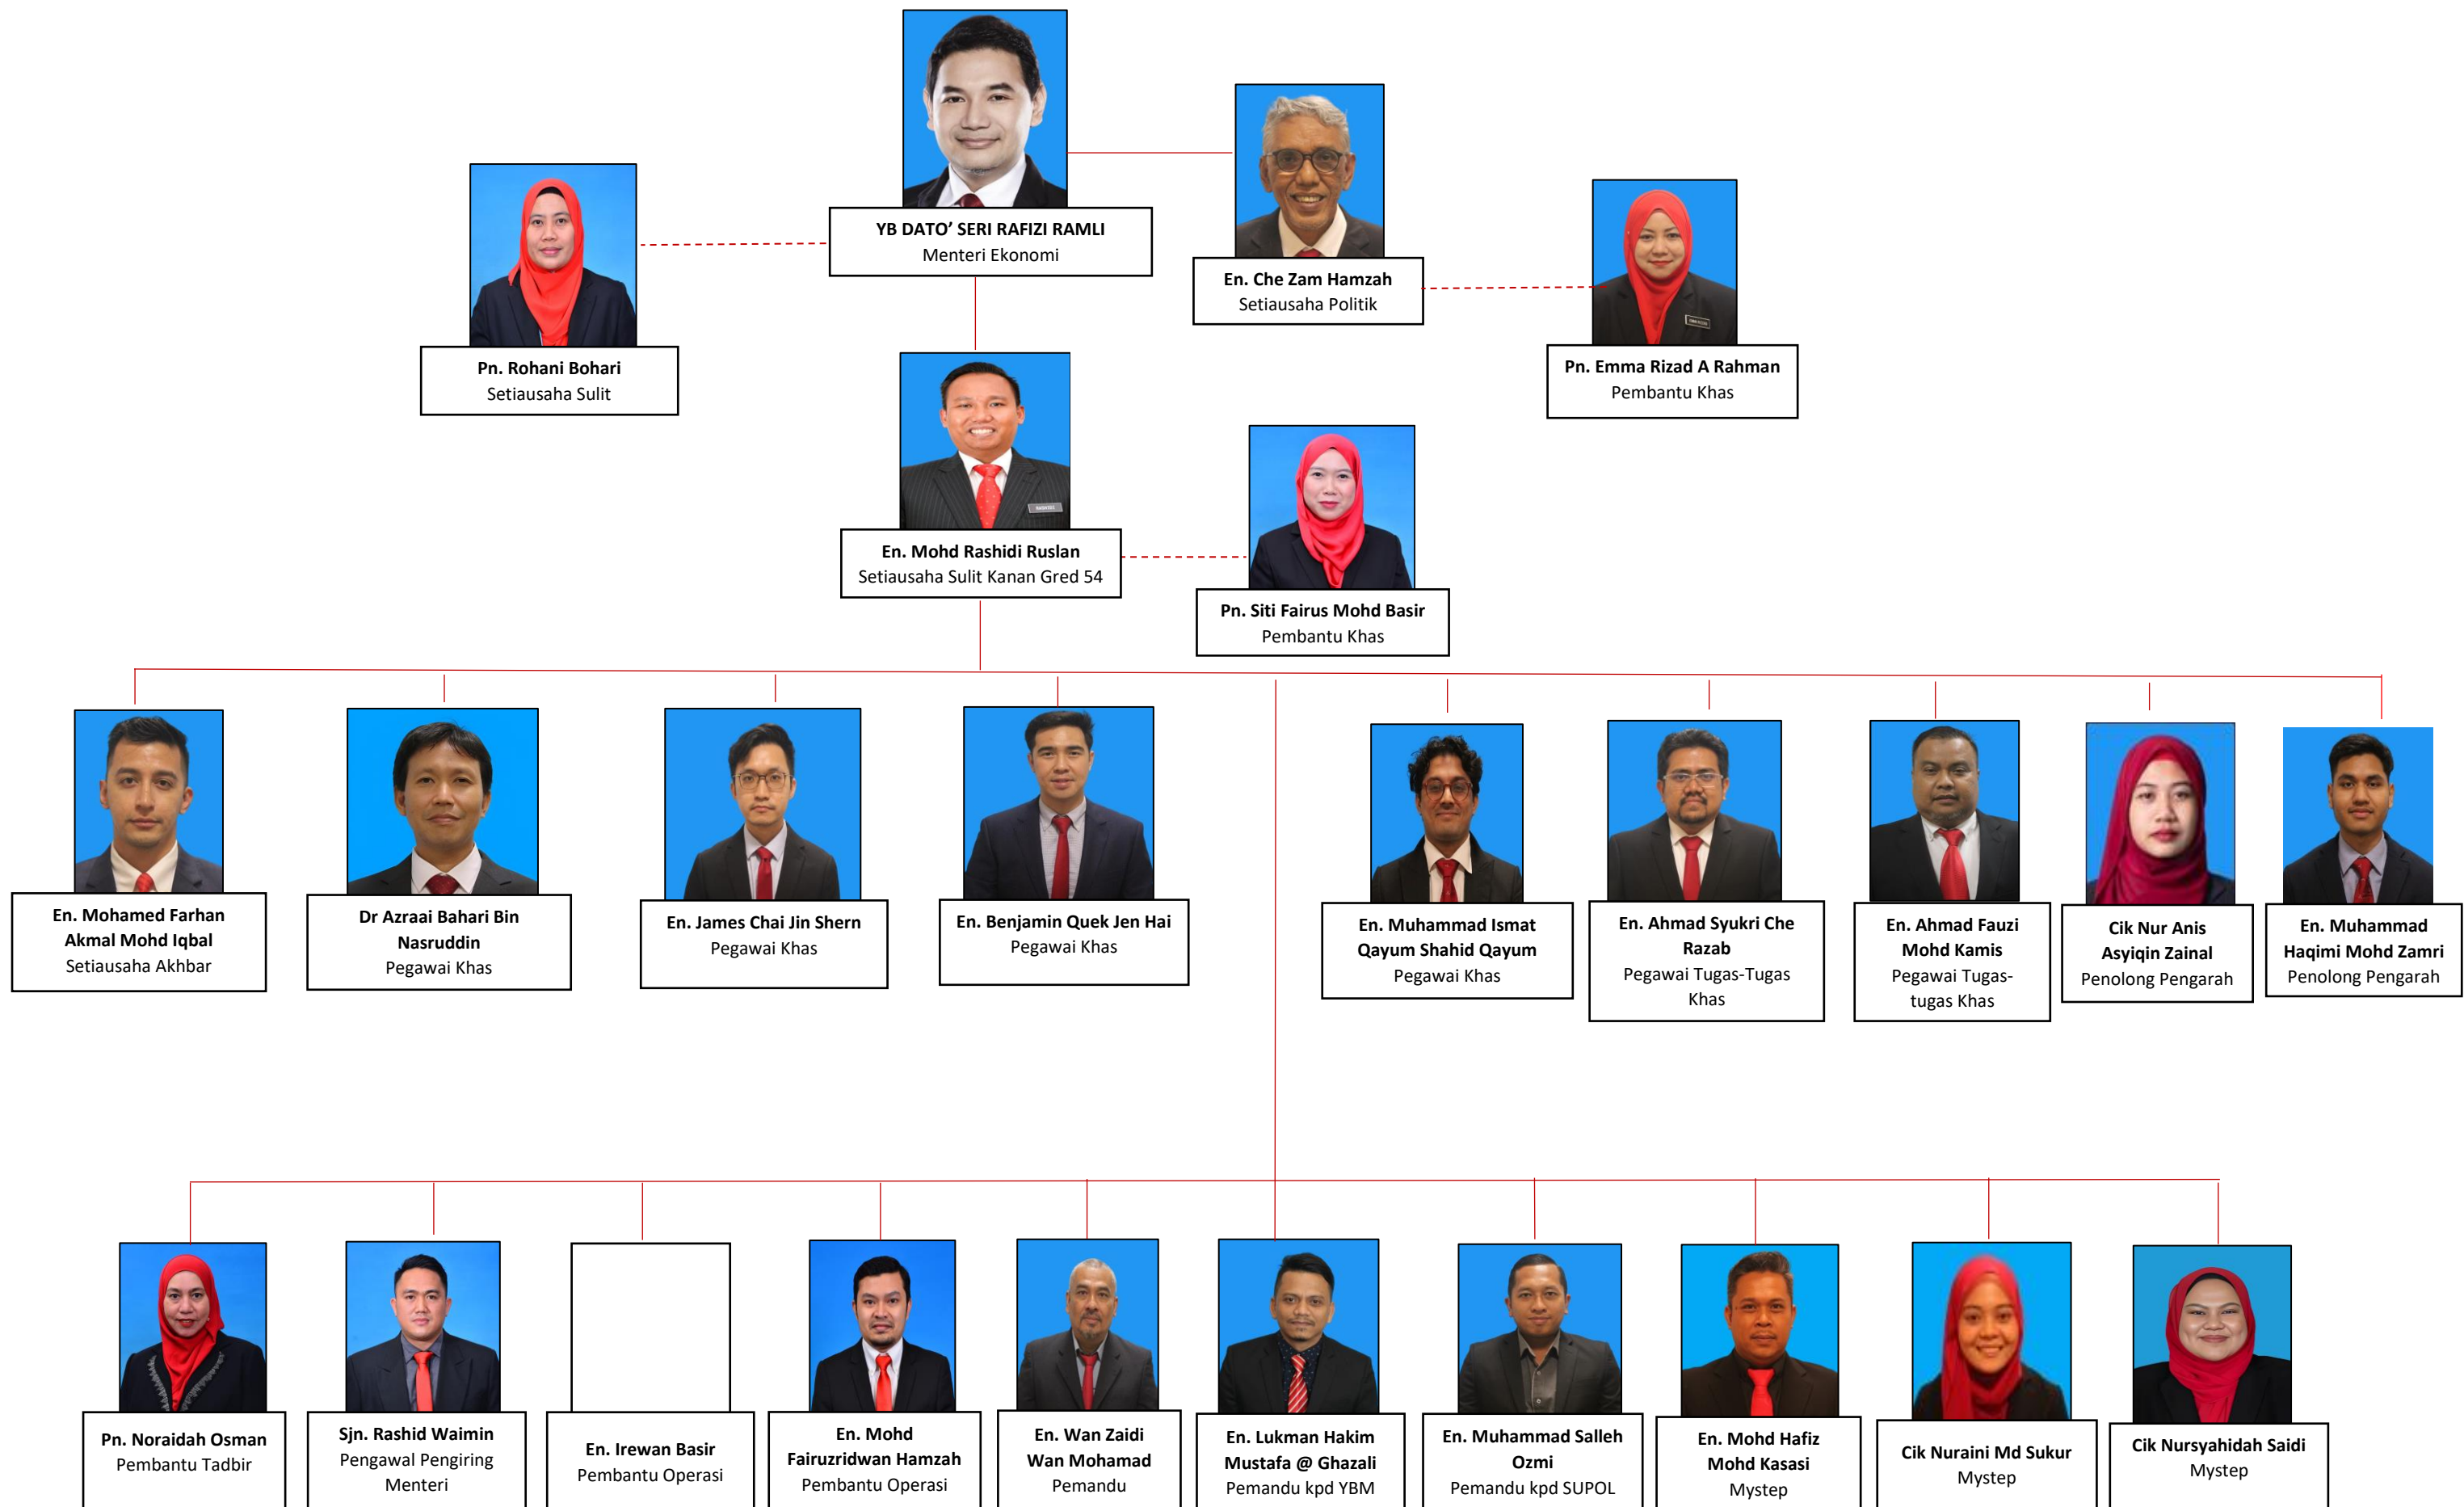 YB DATO’ SERI RAFIZI RAMLI
Menteri Ekonomi
En. Che Zam Hamzah
Setiausaha Politik
Pn. Rohani Bohari
Setiausaha Sulit
Pn. Emma Rizad A Rahman
Pembantu Khas
En. Mohd Rashidi Ruslan
Setiausaha Sulit Kanan Gred 54
Pn. Siti Fairus Mohd Basir
Pembantu Khas
En. Mohamed Farhan
Akmal Mohd Iqbal
Setiausaha Akhbar
Dr Azraai Bahari Bin
Nasruddin
Pegawai Khas
En. James Chai Jin Shern
Pegawai Khas
En. Benjamin Quek Jen Hai
Pegawai Khas
En. Muhammad Ismat
Qayum Shahid Qayum
Pegawai Khas
En. Ahmad Syukri Che
Razab
Pegawai Tugas-Tugas
Khas
En. Ahmad Fauzi
Mohd Kamis
Pegawai Tugas-
tugas Khas
Cik Nur Anis
Asyiqin Zainal
Penolong Pengarah
En. Muhammad
Haqimi Mohd Zamri
Penolong Pengarah
Pn. Noraidah Osman
Pembantu Tadbir
Sjn. Rashid Waimin
Pengawal Pengiring
Menteri
En. Irewan Basir
Pembantu Operasi
En. Mohd
Fairuzridwan Hamzah
Pembantu Operasi
En. Wan Zaidi
Wan Mohamad
Pemandu
En. Lukman Hakim
Mustafa @ Ghazali
Pemandu kpd YBM
En. Muhammad Salleh
Ozmi
Pemandu kpd SUPOL
En. Mohd Hafiz
Mohd Kasasi
Mystep
Cik Nuraini Md Sukur
Mystep
Cik Nursyahidah Saidi
Mystep